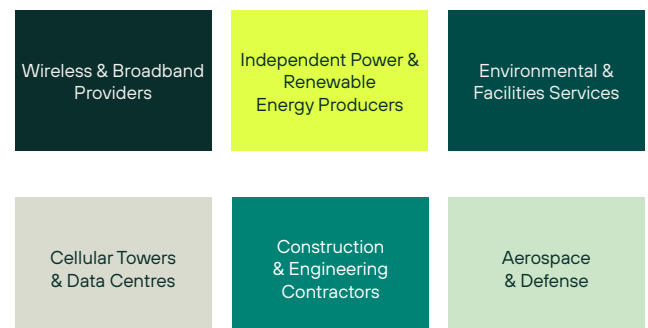 Wireless & Broadband
Providers
Independent Power &
Renewable
Energy Producers
Environmental &
Facilities Services
Cellular Towers
& Data Centres
Construction
& Engineering
Contractors
Aerospace
& Defense